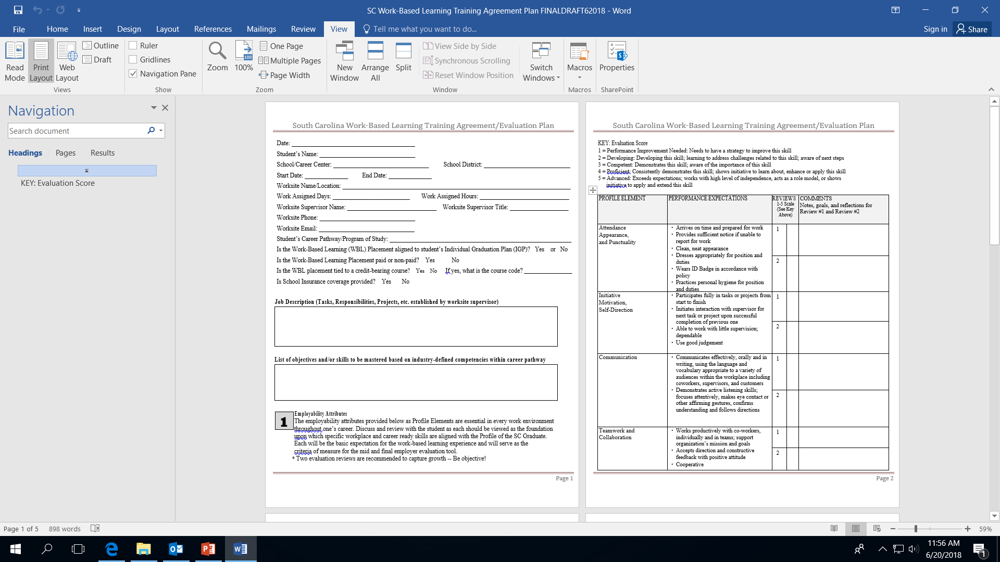 SC Work-Based Learning Training Agreement Plan FINALDRAFT62018 - Word
File Home Insert Design Layout References Mailings Review View Tell me what you want to do... Sign in Share
Read Mode
Print Layout
Web Layout
Outline
Draft
Views
Ruler
Gridlines
Navigation Pane
Show
Zoom
100
100%
One Page
Multiple Pages
Page Width
Zoom
New Window
Arrange All
Split
View Side by Side
Synchronous Scrolling
Reset Window Position
Window
Switch Windows
Macros
Macros
Properties
SharePoint
Navigation
Search document
Headings Pages Results
KEY: Evaluation Score
South Carolina Work-Based Learning Training Agreement/Evaluation Plan
Date:
Student's Name:
School/Career Center: School District:
Start Date: End Date:
Worksite Name/Location:
Work Assigned Days: Work Assigned Hours:
Worksite Supervisor Name: Worksite Supervisor Title:
Worksite Phone:
Worksite Email:
Student's Career Pathway/Program of Study:
Is the Work-Based Learning (WBL) Placement aligned to student's Individual Graduation Plan (IGP)? Yes or No
Is the Work-Based Learning Placement paid or non-paid? Yes No
Is the WBL placement tied to a credit-bearing course? Yes No If yes, what is the course code?
Is School Insurance coverage provided? Yes No
Job Description (Tasks, Responsibilities, Projects, etc. established by worksite supervisor)
List of objectives and/or skills to be mastered based on industry-defined competencies within career pathway
1
Employability Attributes
The employability attributes provided below as Profile Elements are essential in every work environment
throughout one's career. Discuss and review with the student as each should be viewed as the foundation
upon which specific workplace and career ready skills are aligned with the Profile of the SC Graduate.
Each will be the basic expectation for the work-based learning experience and will serve as the
criteria of measure for the mid and final employer evaluation tool.
* Two evaluation reviews are recommended to capture growth -- Be objective!
Page 1
South Carolina Work-Based Learning Training Agreement/Evaluation Plan
KEY: Evaluation Score
1 = Performance Improvement Needed: Needs to have a strategy to improve this skill
2 = Developing: Developing this skill; learning to address challenges related to this skill; aware of next steps
3 = Competent: Demonstrates this skill; aware of the importance of this skill
4 = Proficient: Consistently demonstrates this skill; shows initiative to learn about, enhance or apply this skill
5 = Advanced: Exceeds expectations; works with high level of independence, acts as a role model, or shows
initiative to apply and extend this skill
PROFILE ELEMENT
PERFORMANCE EXPECTATIONS
REVIEWS
1-5 Scale
(See Key
Above)
COMMENTS
Notes, goals, and reflections for
Review #1 and Review #2
Attendance
Appearance,
and Punctuality
• Arrives on time and prepared for work
• Provides sufficient notice if unable to
report for work
• Clean, neat appearance
• Dresses appropriately for position and
duties
• Wears ID Badge in accordance with
policy
• Practices personal hygiene for position
and duties
1
2
Initiative
Motivation,
Self-Direction
• Participates fully in tasks or projects from
start to finish
• Initiates interaction with supervisor for
next task or project upon successful
completion of previous one
• Able to work with little supervision;
dependable
• Use good judgement
1
2
Communication
• Communicates effectively, orally and in
writing, using the language and
vocabulary appropriate to a variety of
audiences within the workplace including
coworkers, supervisors, and customers
• Demonstrates active listening skills;
focuses attentively, makes eye contact or
other affirming gestures, confirms
understanding and follows directions
1
2
Teamwork and
Collaboration
• Works productively with co-workers,
individually and in teams; support
organization's mission and goals
• Accepts direction and constructive
feedback with positive attitude
• Cooperative
1
2
Page 2
Page 1 of 5 898 words 59%
11:56 AM
6/20/2018
1